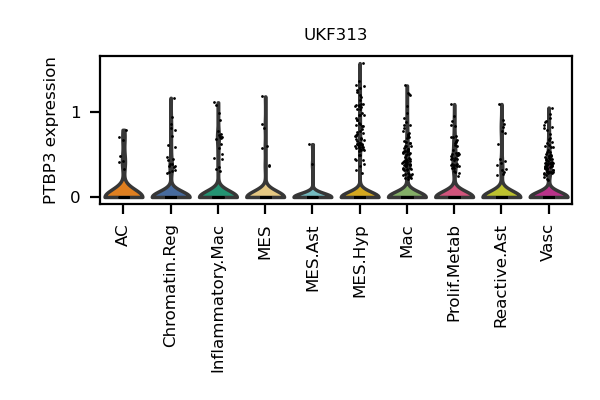 UKF313
PTBP3 expression
1
0
AC
Chromatin.Reg
Inflammatory.Mac
MES
MES.Ast
MES.Hyp
Mac
Prolif.Metab
Reactive.Ast
Vasc